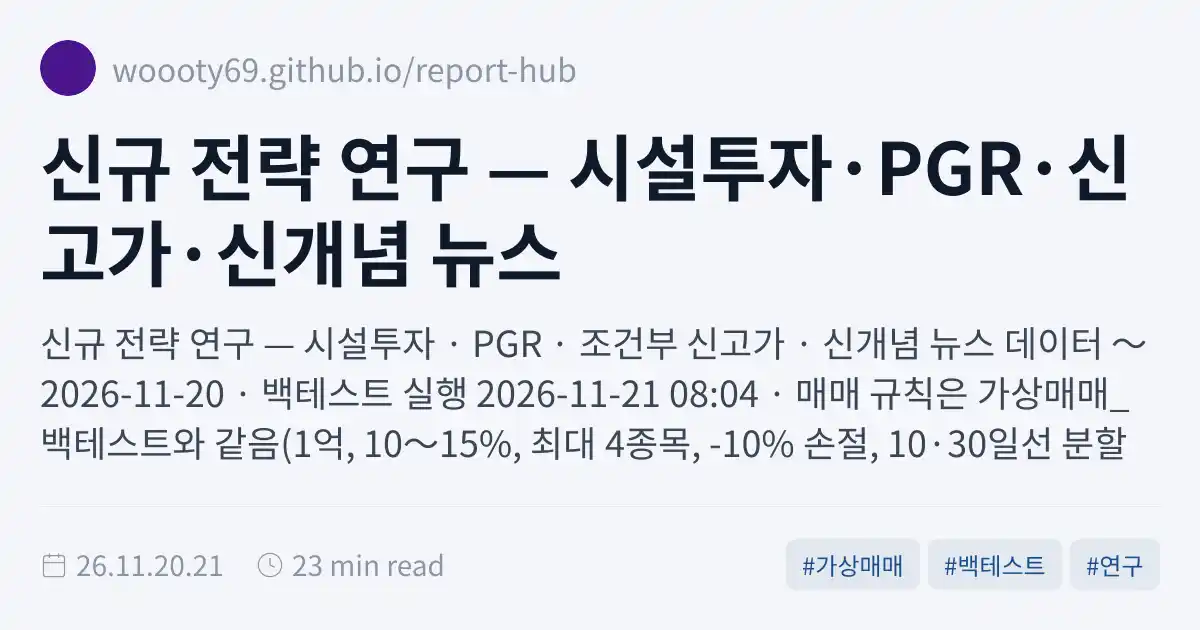 woooty69.github.io/report-hub
신규 전략 연구 — 시설투자·PGR·신
고가·신개념 뉴스
신규 전략 연구 — 시설투자 · PGR · 조건부 신고가 · 신개념 뉴스 데이터 ~
2026-11-20 · 백테스트 실행 2026-11-21 08:04 · 매매 규칙은 가상매매_
백테스트와 같음(1억, 10~15%, 최대 4종목, -10% 손절, 10·30일선 분할
26.11.20.21
23 min read
#가상매매
#백테스트
#연구